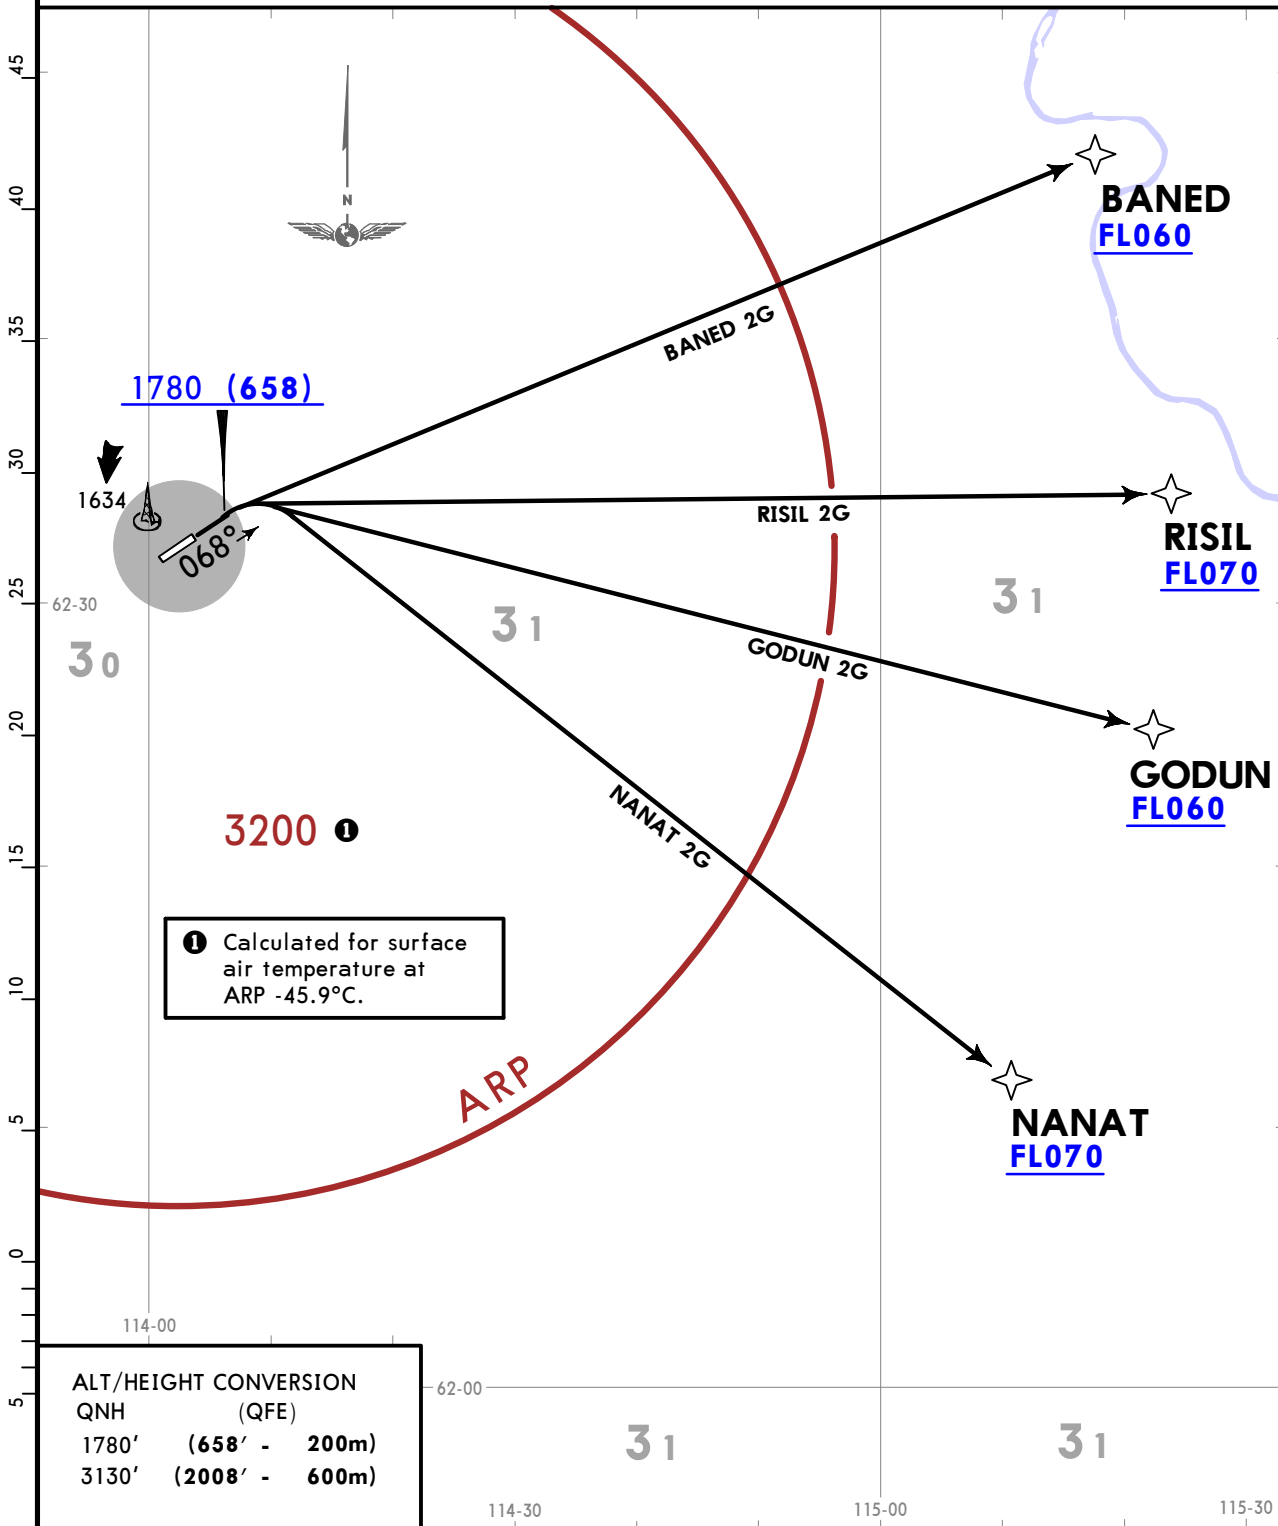 45
40
35
30
25
20
15
10
5
0
5
N
BANED
FL060
BANED 2G
1780 (658)
1634
068°
RISIL 2G
RISIL
FL070
62-30
30
31
31
GODUN 2G
GODUN
FL060
NANAT 2G
3200 ❶
❶ Calculated for surface
air temperature at
ARP -45.9°C.
ARP
NANAT
FL070
114-00
62-00
ALT/HEIGHT CONVERSION
QNH (QFE)
1780' (658' - 200m)
3130' (2008' - 600m)
31
31
114-30
115-00
115-30